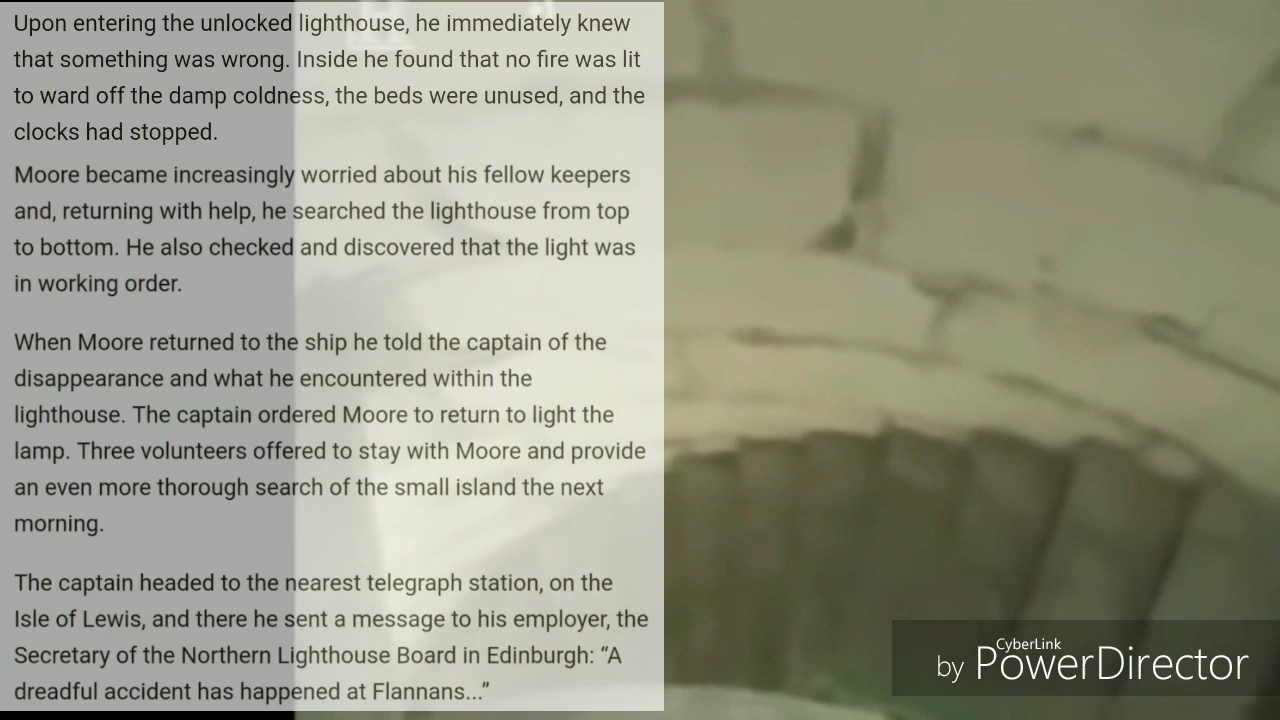 Upon entering the unlocked lighthouse, he immediately knew
that something was wrong. Inside he found that no fire was lit
to ward off the damp coldness, the beds were unused, and the
clocks had stopped.
Moore became increasingly worried about his fellow keepers
and, returning with help, he searched the lighthouse from top
to bottom. He also checked and discovered that the light was
in working order.
When Moore returned to the ship he told the captain of the
disappearance and what he encountered within the
lighthouse. The captain ordered Moore to return to light the
lamp. Three volunteers offered to stay with Moore and provide
an even more thorough search of the small island the next
morning.
The captain headed to the nearest telegraph station, on the
Isle of Lewis, and there he sent a message to his employer, the
Secretary of the Northern Lighthouse Board in Edinburgh: “A
dreadful accident has happened at Flannans...”
CyberLink
by PowerDirector